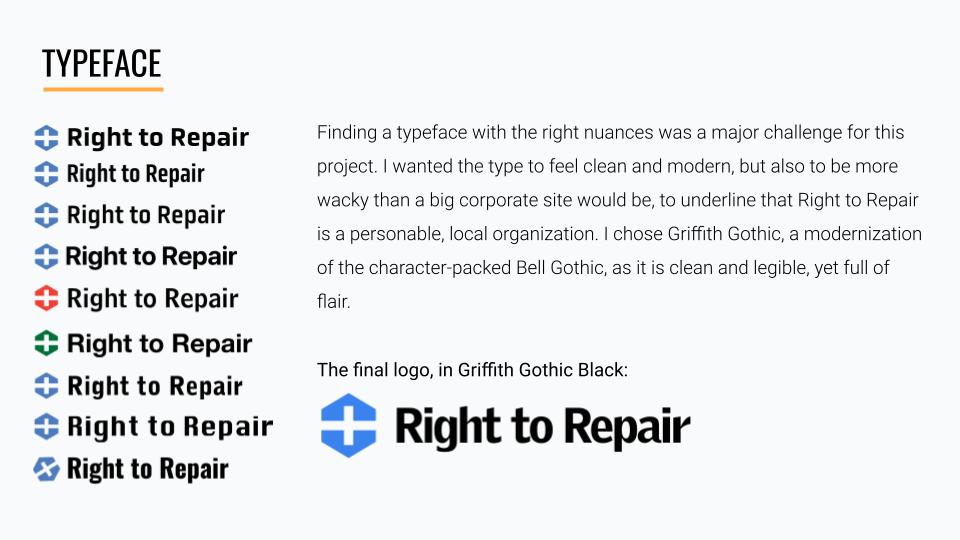 TYPEFACE
Right to Repair
Right to Repair
Right to Repair
Right to Repair
Right to Repair
Right to Repair
Right to Repair
Right to Repair
Right to Repair
Finding a typeface with the right nuances was a major challenge for this
project. I wanted the type to feel clean and modern, but also to be more
wacky than a big corporate site would be, to underline that Right to Repair
is a personable, local organization. I chose Griffith Gothic, a modernization
of the character-packed Bell Gothic, as it is clean and legible, yet full of
flair.
The final logo, in Griffith Gothic Black:
Right to Repair